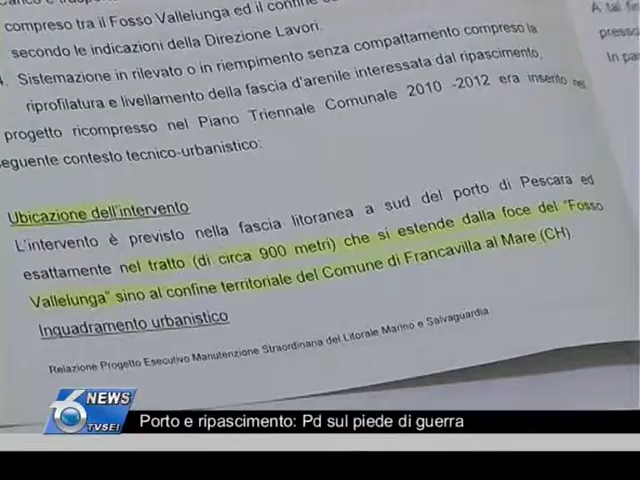 compreso tra il Fosso Vallelunga ed il confine
secondo le indicazioni della Direzione Lavori.
Sistemazione in rilevato o in riempimento senza compattamento compreso la
riprofilatura e livellamento della fascia d'arenile interessata dal ripascimento,
progetto ricompreso nel Piano Triennale Comunale 2010 -2012 era inserito nel
eguente contesto tecnico-urbanistico:
Ubicazione dell'intervento
L'intervento è previsto nella fascia litoranea a sud del porto di Pescara ed
esattamente nel tratto (di circa 900 metri) che si estende dalla foce del "Fosso
Vallelunga" sino al confine territoriale del Comune di Francavilla al Mare (CH)
Inquadramento urbanistico
Relazione Progetto Esecutivo Manutenzione Straordinaria del Litorale Marino e Salvaguardia
A tal fin
presso
In pa
6 NEWS
TVSEI
Porto e ripascimento: Pd sul piede di guerra